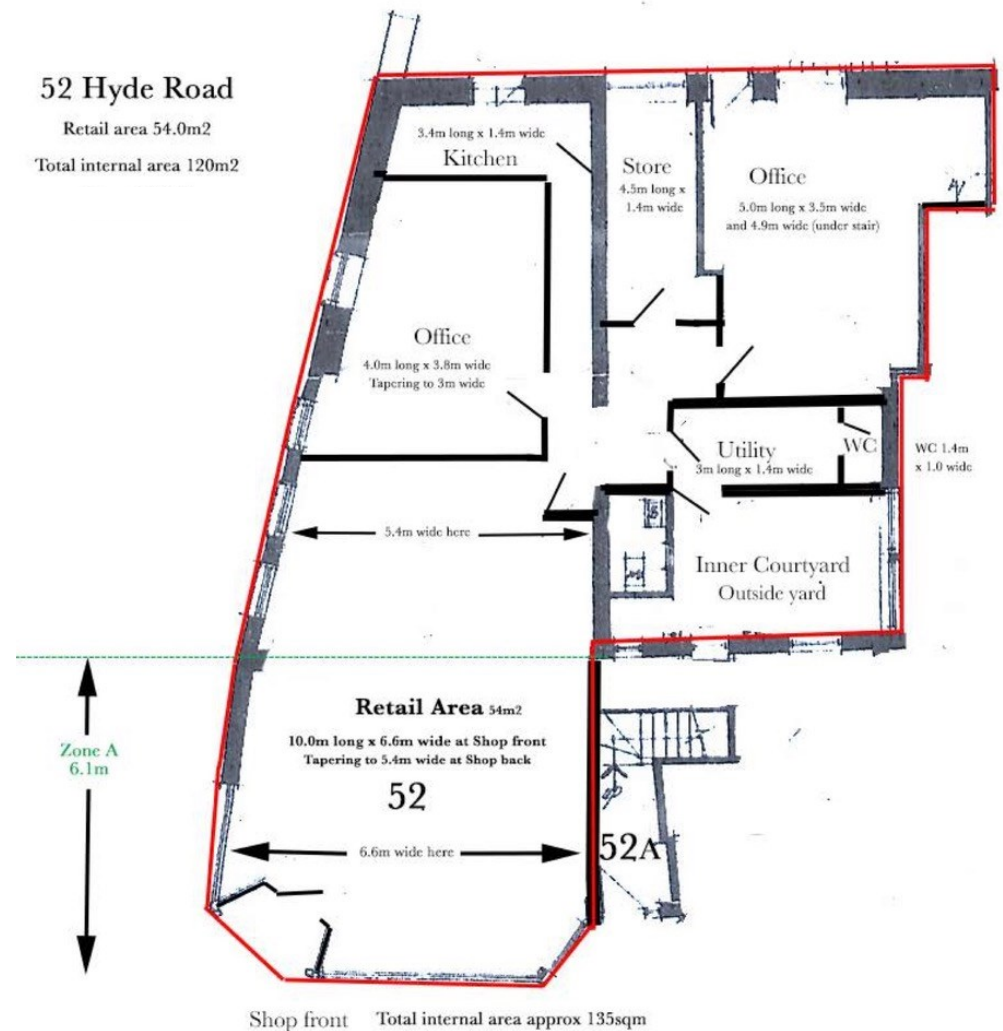 52 Hyde Road
Retail area 54.0m2
Total internal area 120m2
3.4m long x 1.4m wide
Kitchen
Store
4.5m long x
1.4m wide
Office
5.0m long x 3.5m wide
and 4.9m wide (under stair)
Office
4.0m long x 3.8m wide
Tapering to 3m wide
Utility
3m long x 1.4m wide
WC
WC 1.4m
x 1.0 wide
5.4m wide here
Inner Courtyard
Outside yard
Zone A
6.1m
Retail Area 54m2
10.0m long x 6.6m wide at Shop front
Tapering to 5.4m wide at Shop back
52
6.6m wide here
52A
Shop front Total internal area approx 135sqm